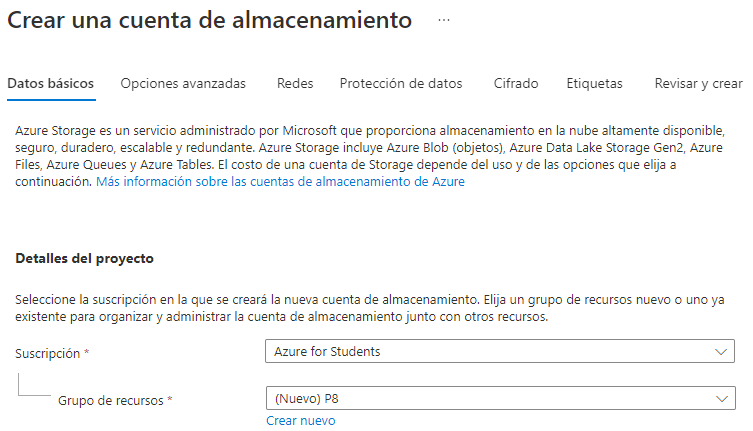 Crear una cuenta de almacenamiento ...
Datos básicos Opciones avanzadas Redes Protección de datos Cifrado Etiquetas Revisar y crear
Azure Storage es un servicio administrado por Microsoft que proporciona almacenamiento en la nube altamente disponible,
seguro, duradero, escalable y redundante. Azure Storage incluye Azure Blob (objetos), Azure Data Lake Storage Gen2, Azure
Files, Azure Queues y Azure Tables. El costo de una cuenta de Storage depende del uso y de las opciones que elija a
continuación. Más información sobre las cuentas de almacenamiento de Azure
Detalles del proyecto
Seleccione la suscripción en la que se creará la nueva cuenta de almacenamiento. Elija un grupo de recursos nuevo o uno ya
existente para organizar y administrar la cuenta de almacenamiento junto con otros recursos.
Suscripción * Azure for Students
Grupo de recursos * (Nuevo) P8
Crear nuevo